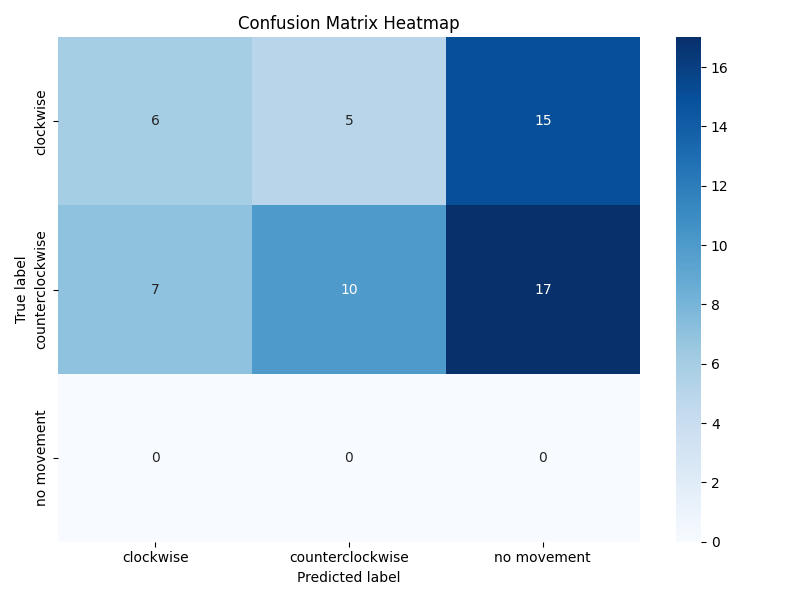 Confusion Matrix Heatmap
True label
clockwise
counterclockwise
no movement
6 5 15
7 10 17
0 0 0
clockwise counterclockwise no movement
Predicted label
16
14
12
10
8
6
4
2
0